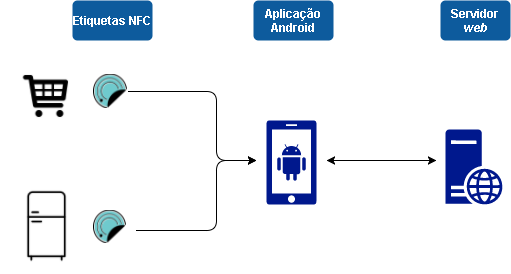 Etiquetas NFC
Aplicação
Android
Servidor
web